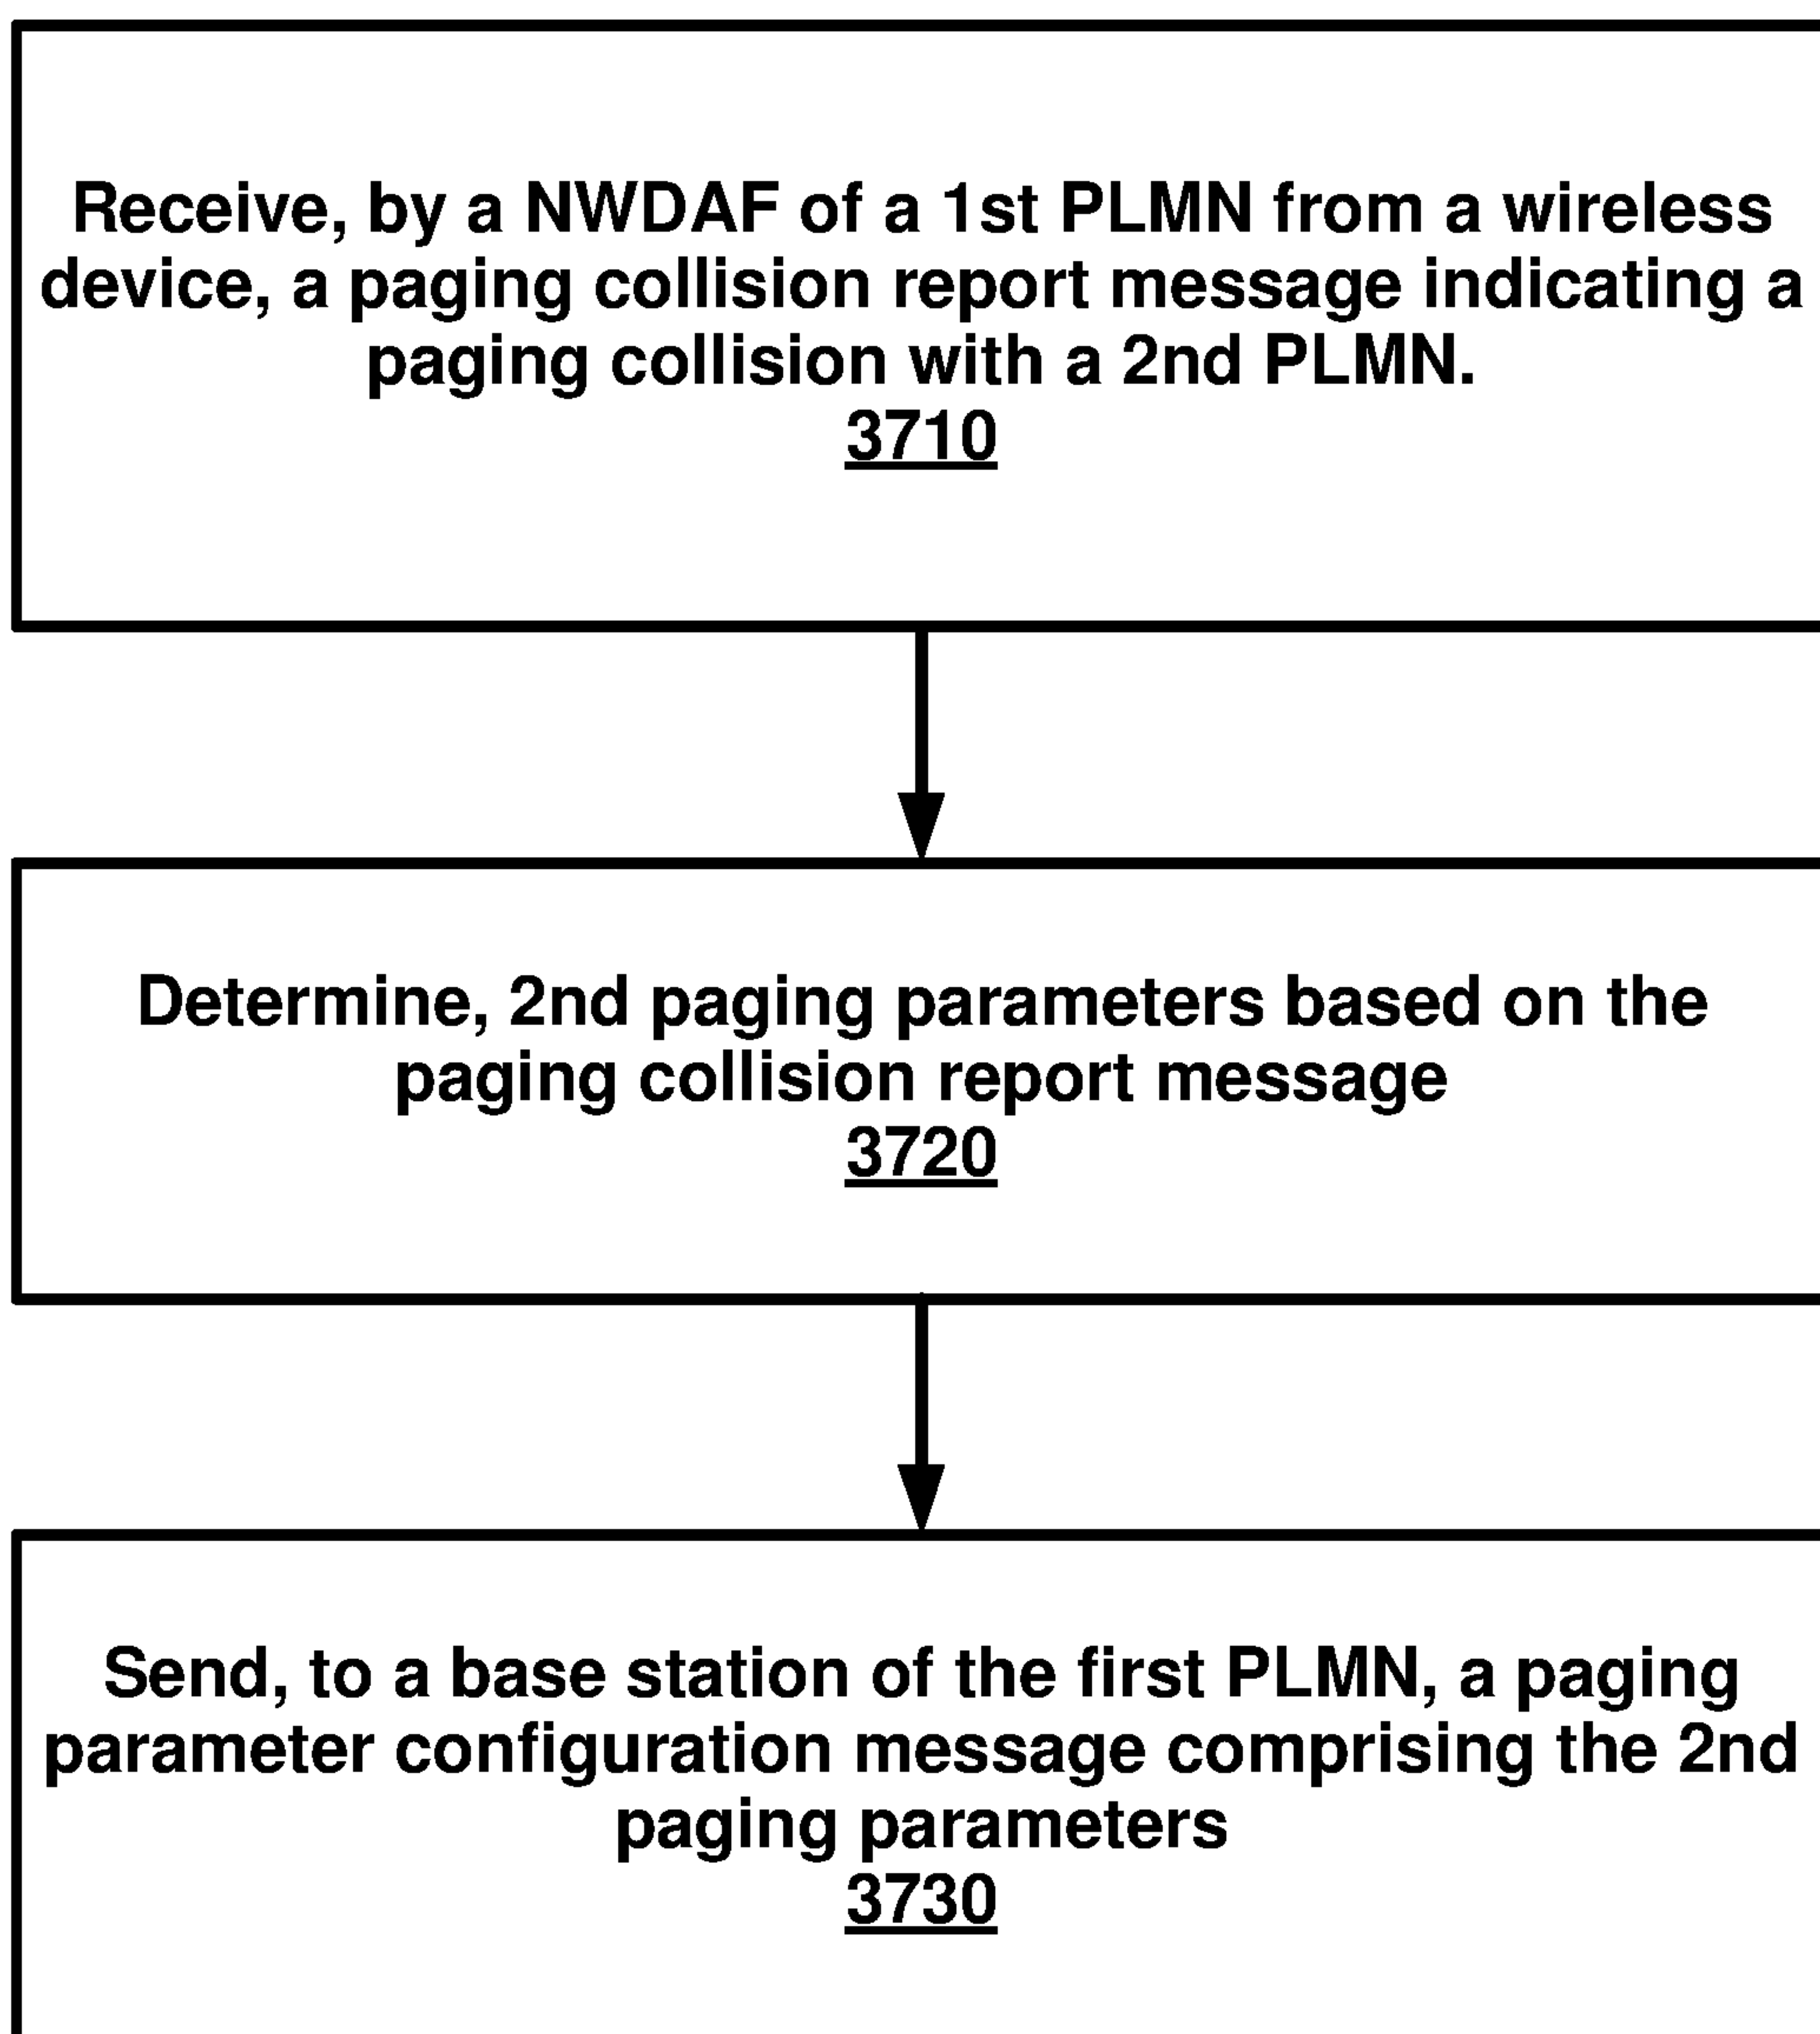 Receive, by a NWDAF of a 1st PLMN from a wireless
device, a paging collision report message indicating a
paging collision with a 2nd PLMN.
3710
Determine, 2nd paging parameters based on the
paging collision report message
3720
Send, to a base station of the first PLMN, a paging
parameter configuration message comprising the 2nd
paging parameters
3730